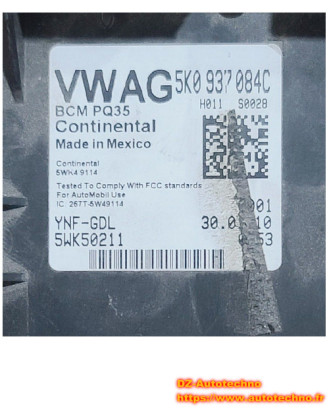 VWAG 5K0 937 084C
BCM PQ35 H011 S0028
Continental
Made in Mexico
Continental
5WK4 9114
Tested To Comply With FCC standards
For AutoMobil Use
IC: 267T-5W49114
YNF-GDL
5WK50211
DZ-Autotechno
https://www.autotechno.fr